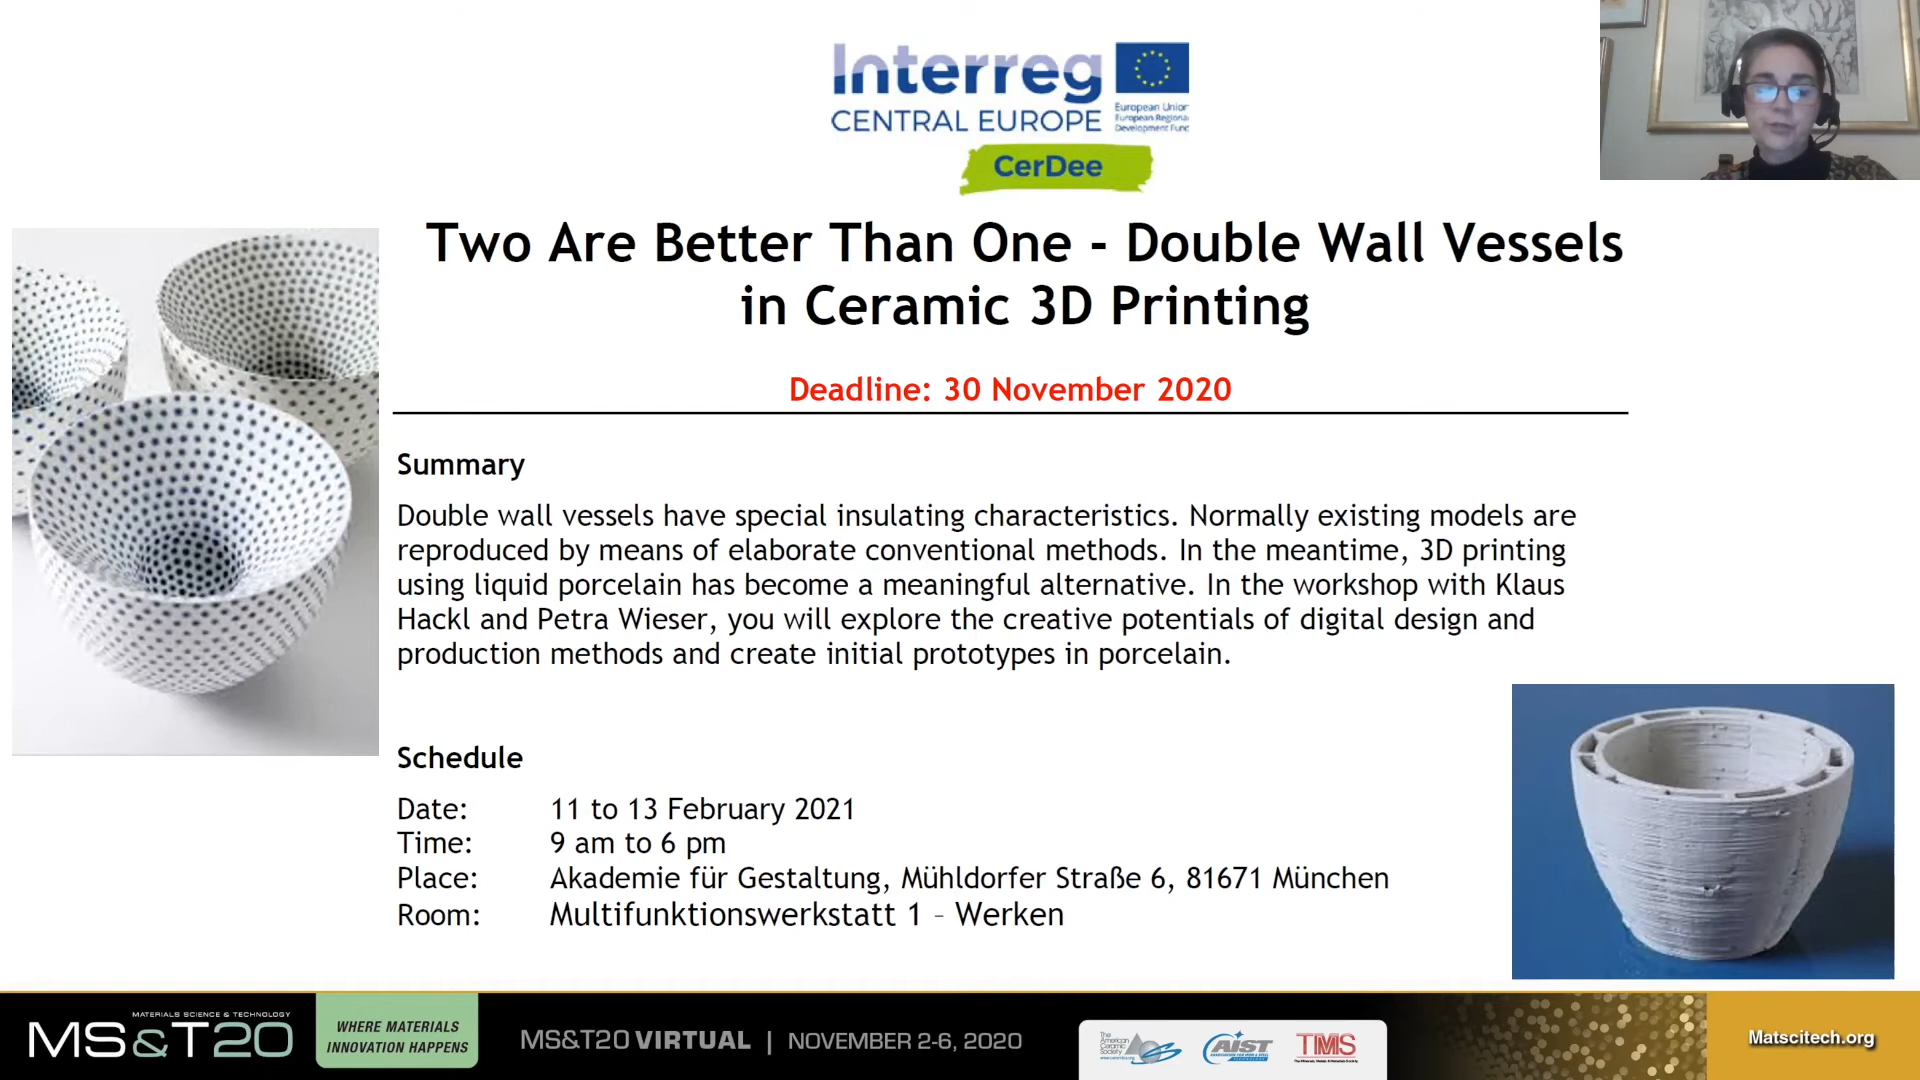 Interreg
CENTRAL EUROPE
European Union
European Regional
Development Fund
CerDee
Two Are Better Than One - Double Wall Vessels
in Ceramic 3D Printing
Deadline: 30 November 2020
Summary
Double wall vessels have special insulating characteristics. Normally existing models are
reproduced by means of elaborate conventional methods. In the meantime, 3D printing
using liquid porcelain has become a meaningful alternative. In the workshop with Klaus
Hackl and Petra Wieser, you will explore the creative potentials of digital design and
production methods and create initial prototypes in porcelain.
Schedule
Date: 11 to 13 February 2021
Time: 9 am to 6 pm
Place: Akademie für Gestaltung, Mühldorfer Straße 6, 81671 München
Room: Multifunktionswerkstatt 1 – Werken
MATERIALS SCIENCE & TECHNOLOGY
MS&T20
WHERE MATERIALS
INNOVATION HAPPENS
MS&T20 VIRTUAL | NOVEMBER 2-6, 2020
The
American
Ceramic
Society
AIST
TMS
Matscitech.org